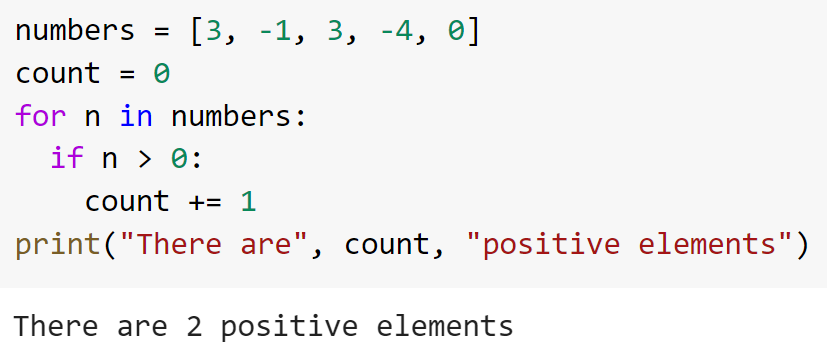 numbers = [3, -1, 3, -4, 0]
count = 0
for n in numbers:
  if n > 0:
    count += 1
print("There are", count, "positive elements")
There are 2 positive elements